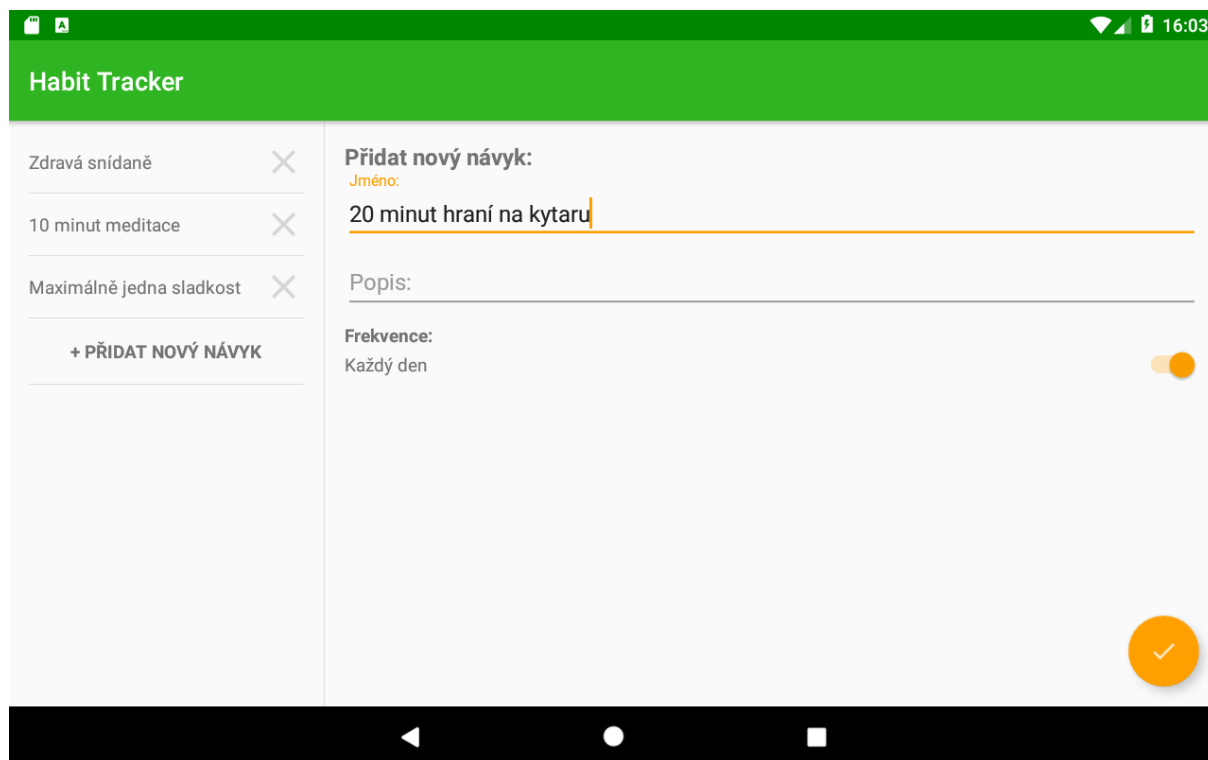 16:03
Habit Tracker
Zdravá snídaně
10 minut meditace
Maximálně jedna sladkost
+ PŘIDAT NOVÝ NÁVYK
Přidat nový návyk:
Jméno:
20 minut hraní na kytaru
Popis:
Frekvence:
Každý den